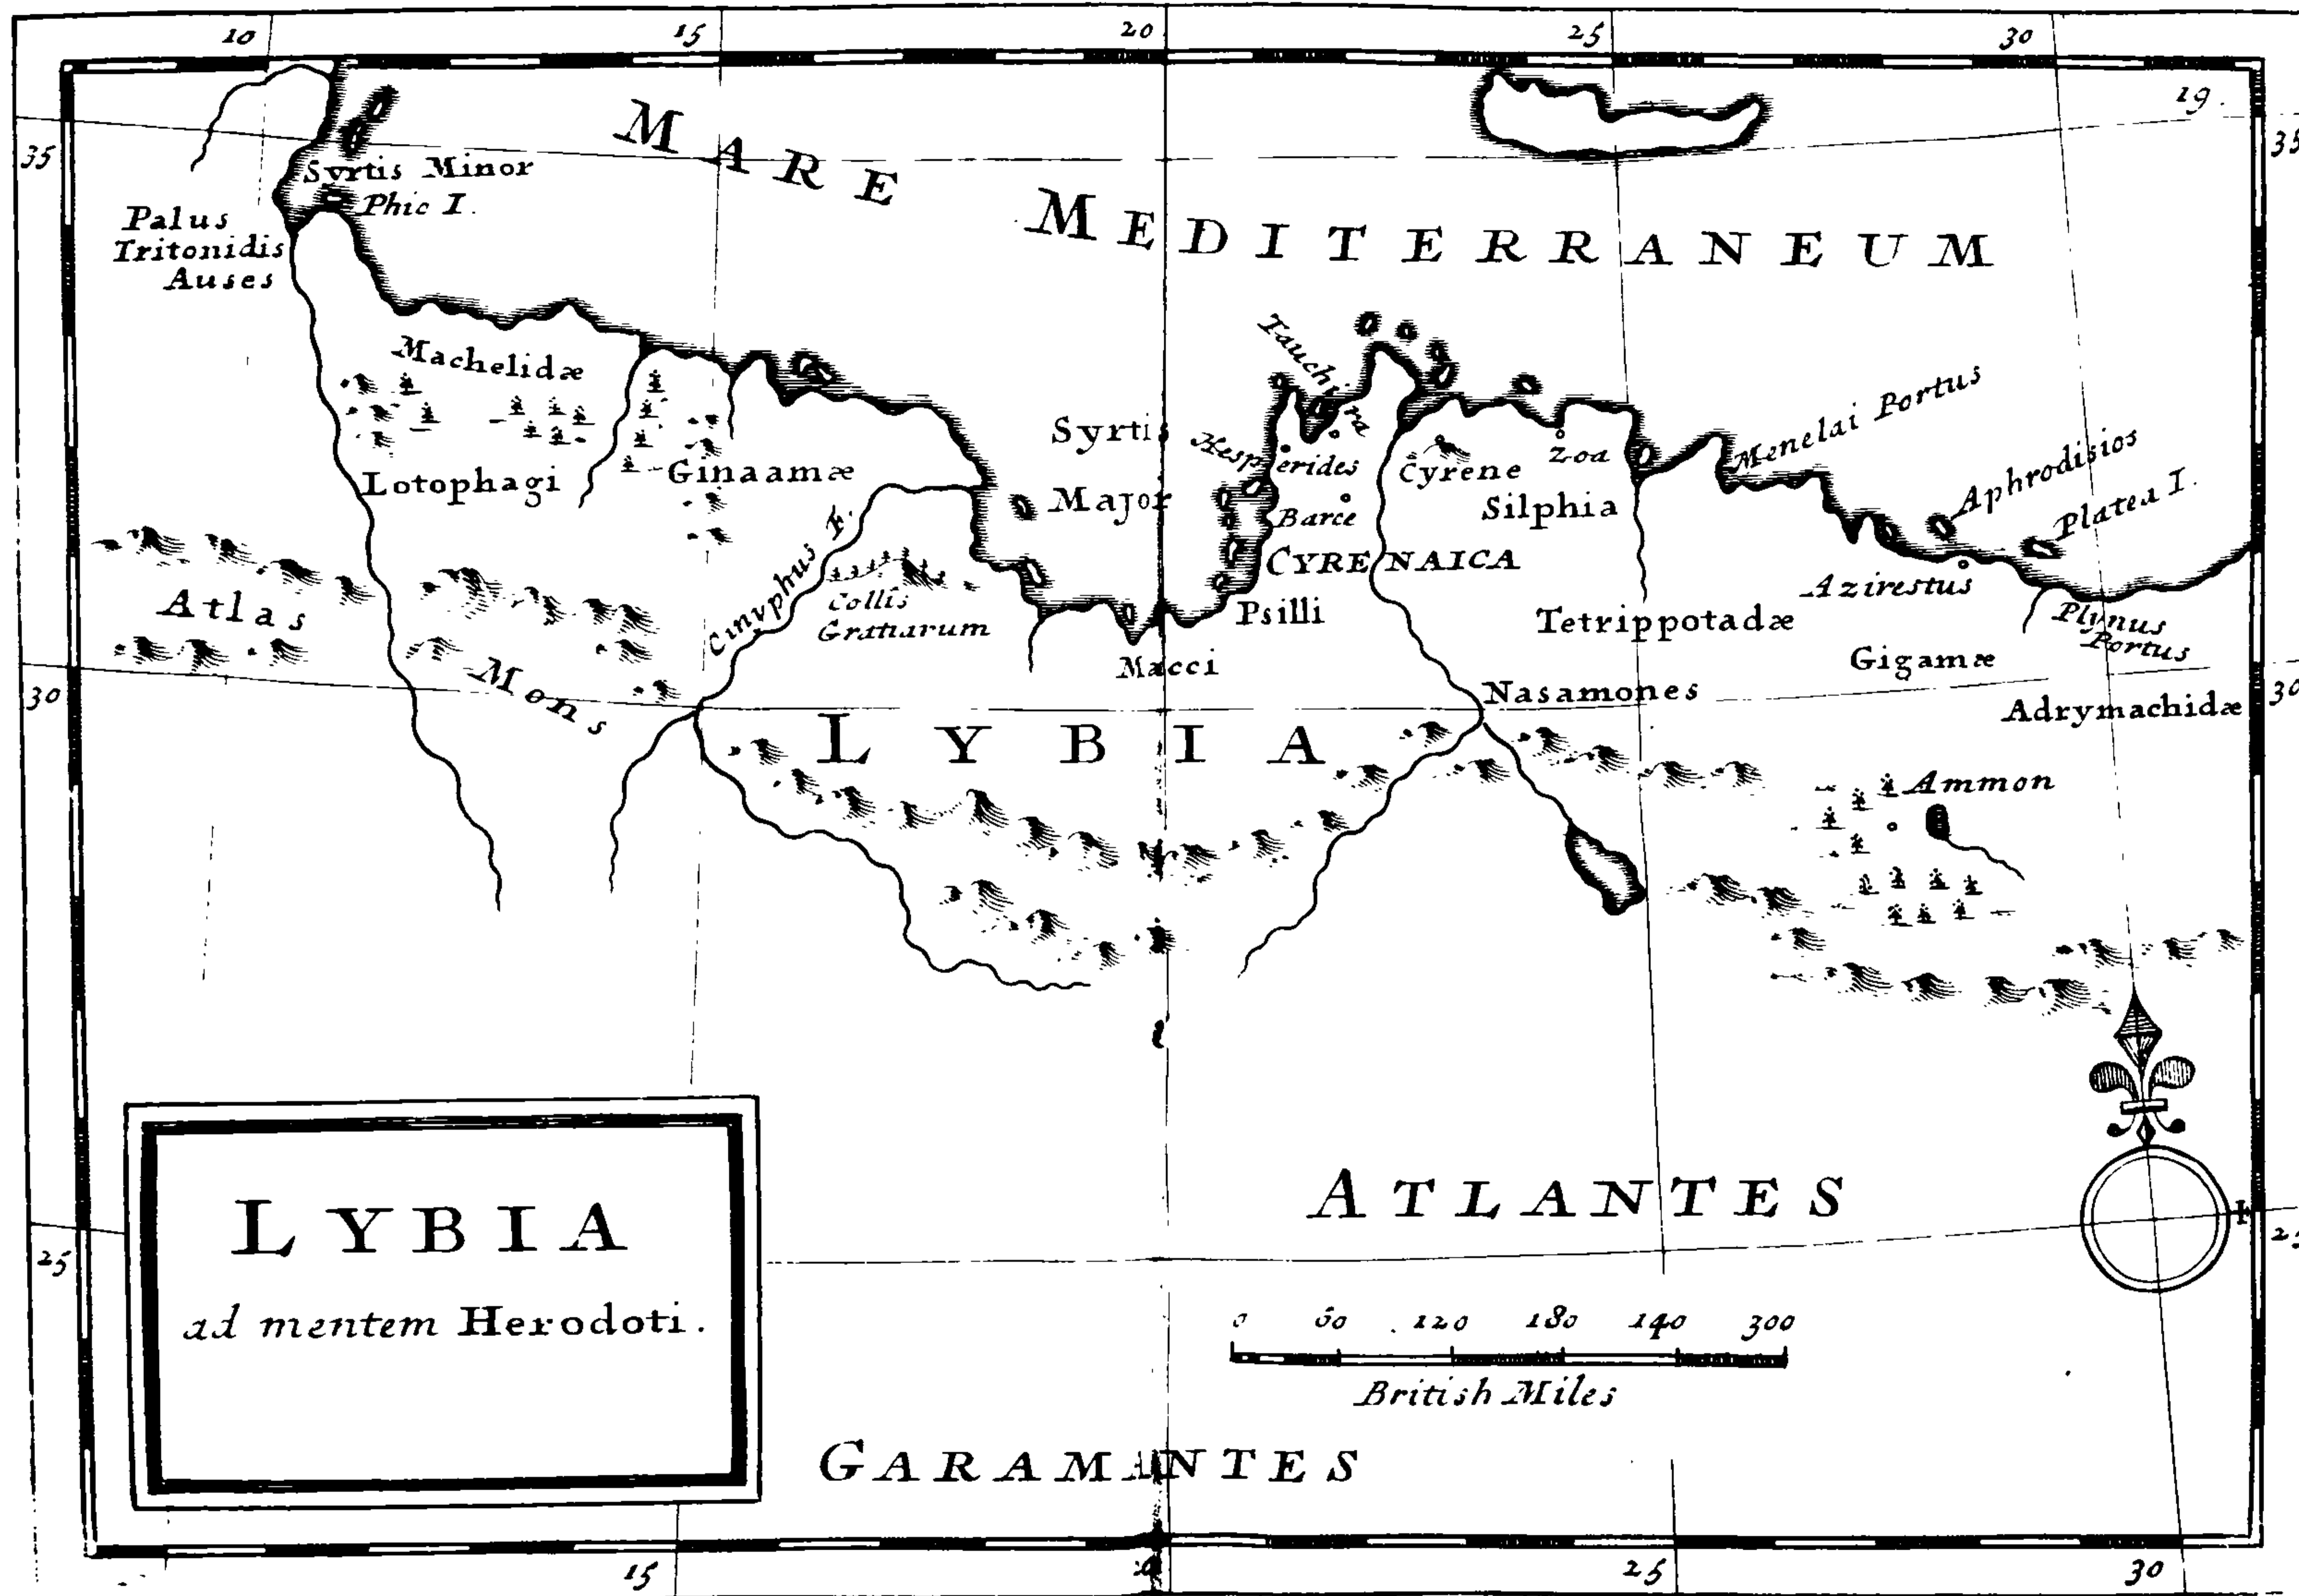 10 15 20 25 30
19.
35 35
MARE MEDITERRANEUM
Syrtis Minor
Phic I.
Palus
Tritonidis
Auses
Machelidæ
Lotophagi
Ginaamæ
Syrtis
Major
Tauchira
Hesperides
Barce
Cyrene
Zoa
Silphia
CYRENAICA
Menelai Portus
Aphrodisios
Platea I.
Azirestus
Plynus
Portus
Atlas
Mons
Cinyphus F.
Collis
Gratiarum
Psilli
Macci
Tetrippotadæ
Gigamæ
Nasamones
Adrymachidæ
30 30
LYBIA
Ammon
ATLANTES
25 25
LYBIA
ad mentem Herodoti.
0 60 120 180 140 300
British Miles
GARAMANTES
15 20 25 30